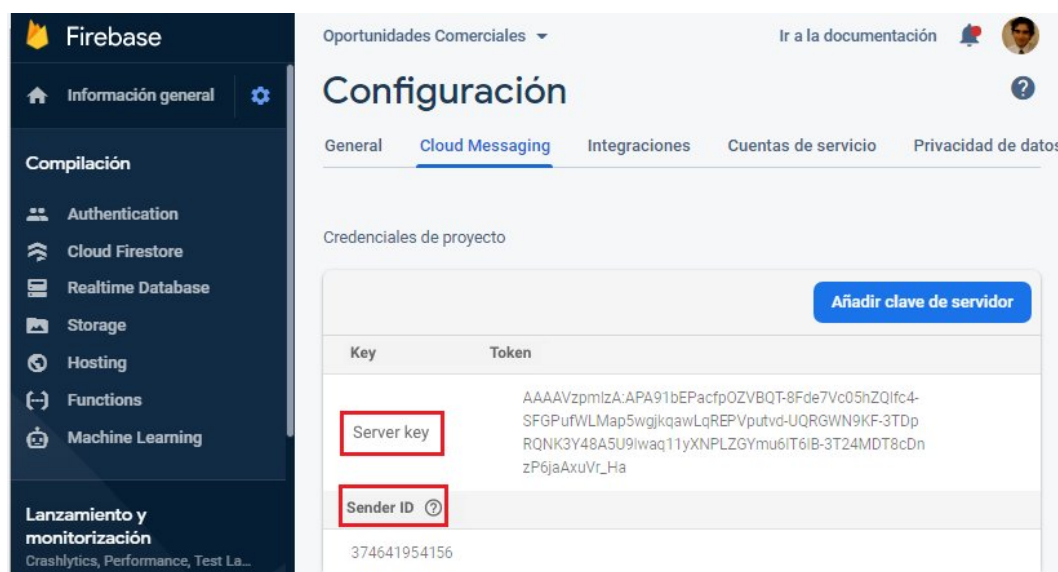 Firebase
Oportunidades Comerciales
Ir a la documentación
Información general
Configuración
General Cloud Messaging Integraciones Cuentas de servicio Privacidad de datos
Compilación
Authentication
Cloud Firestore
Realtime Database
Storage
Hosting
Functions
Machine Learning
Lanzamiento y
monitorización
Crashlytics, Performance, Test La...
Credenciales de proyecto
Añadir clave de servidor
Key Token
Server key
AAAAVzpmIzA:APA91bEPacfpOZVBQT-8Fde7Vc05hZQIfc4-
SFGPufWLMap5wgjkqawLqREPVputvd-UQRGWN9KF-3TDp
RQNK3Y48A5U9Iwaq11yXNPLZGYmu6IT6IB-3T24MDT8cDn
zP6jaAxuVr_Ha
Sender ID
374641954156